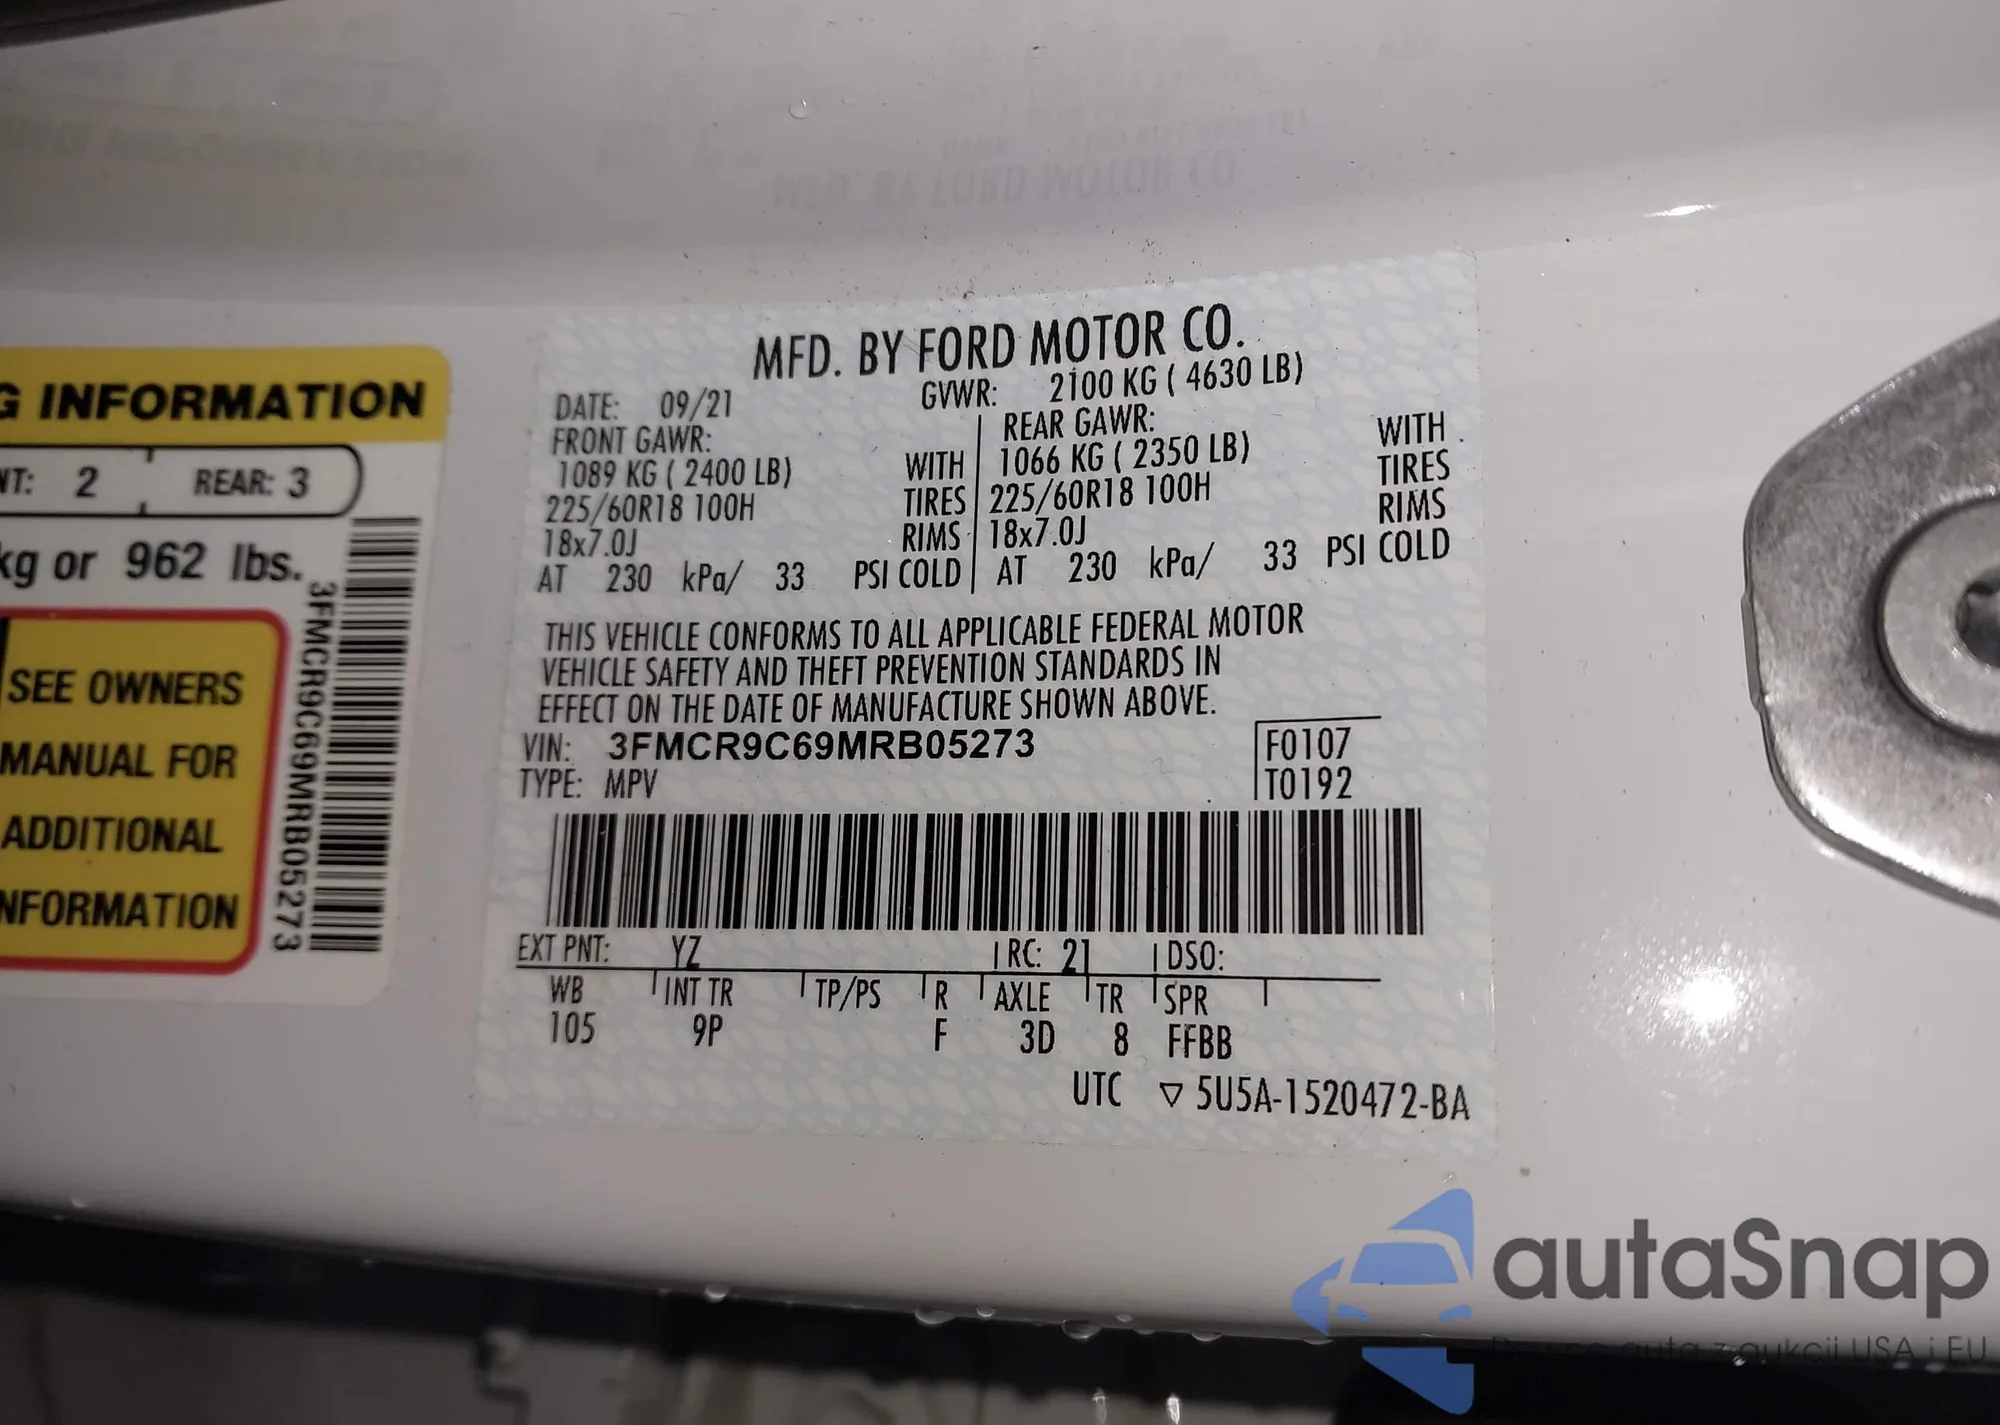 G INFORMATION
NT: 2 REAR: 3
kg or 962 lbs.
SEE OWNERS
MANUAL FOR
ADDITIONAL
NFORMATION
3FMCR9C69MRB05273
MFD. BY FORD MOTOR CO.
DATE: 09/21 GVWR: 2100 KG ( 4630 LB)
FRONT GAWR: REAR GAWR:
1089 KG ( 2400 LB) WITH 1066 KG ( 2350 LB) WITH
225/60R18 100H TIRES 225/60R18 100H TIRES
18x7.0J RIMS 18x7.0J RIMS
AT 230 kPa/ 33 PSI COLD AT 230 kPa/ 33 PSI COLD
THIS VEHICLE CONFORMS TO ALL APPLICABLE FEDERAL MOTOR
VEHICLE SAFETY AND THEFT PREVENTION STANDARDS IN
EFFECT ON THE DATE OF MANUFACTURE SHOWN ABOVE.
VIN: 3FMCR9C69MRB05273 F0107
TYPE: MPV T0192
EXT PNT: YZ RC: 21 DSO:
WB INT TR TP/PS R AXLE TR SPR
105 9P F 3D 8 FFBB
UTC ▽ 5U5A-1520472-BA
autaSnap
auta z aukcji USA i EU